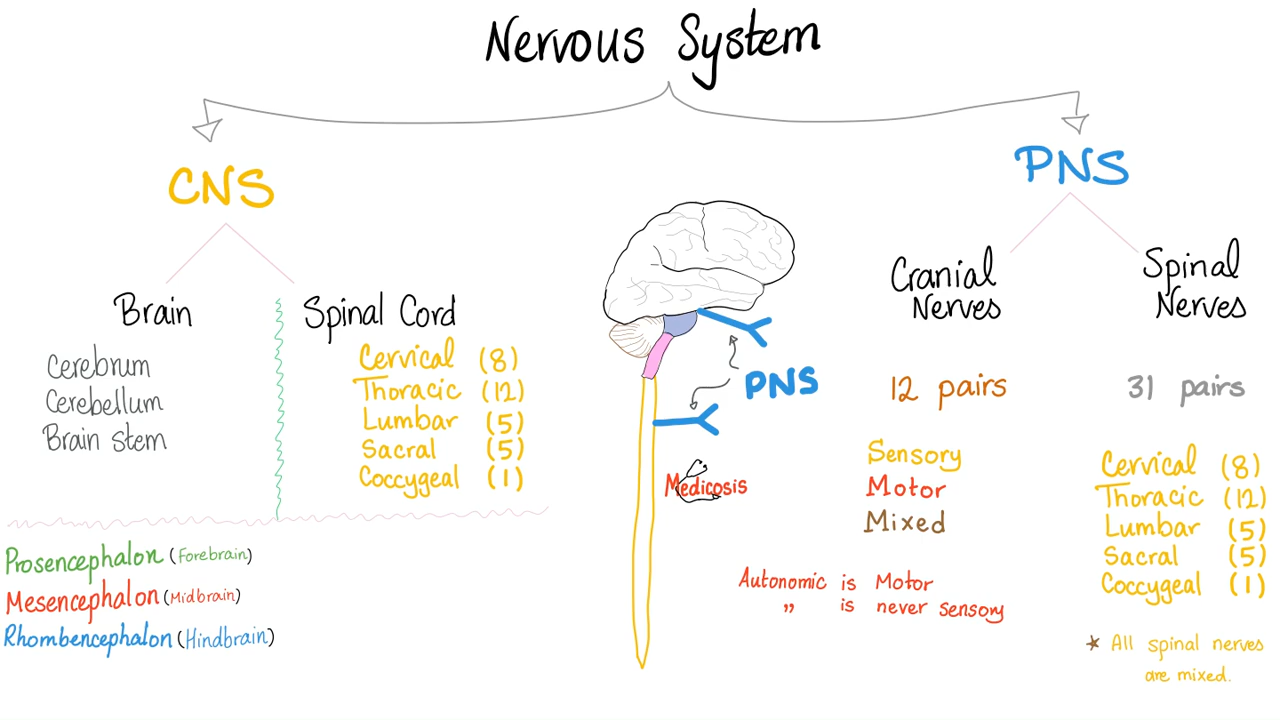 Nervous System
CNS
PNS
Brain
Spinal Cord
Cerebrum
Cerebellum
Brain stem
Cervical (8)
Thoracic (12)
Lumbar (5)
Sacral (5)
Coccygeal (1)
Prosencephalon (Forebrain)
Mesencephalon (Midbrain)
Rhombencephalon (Hindbrain)
PNS
Medicosis
Cranial
Nerves
12 pairs
Sensory
Motor
Mixed
Autonomic is Motor
" is never sensory
Spinal
Nerves
31 pairs
Cervical (8)
Thoracic (12)
Lumbar (5)
Sacral (5)
Coccygeal (1)
* All spinal nerves
are mixed.